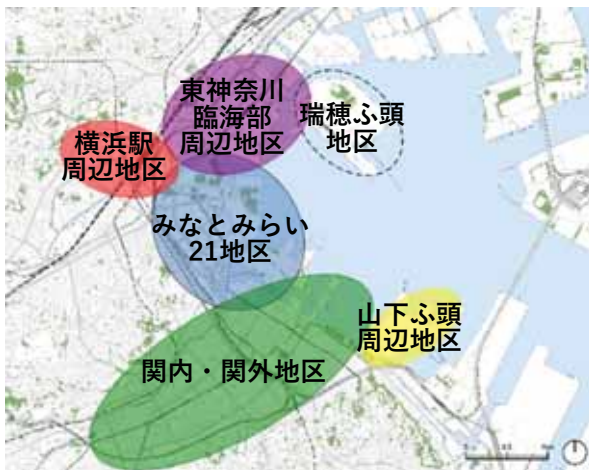 東神奈川
臨海部
周辺地区
瑞穂ふ頭
地区
横浜駅
周辺地区
みなとみらい
21地区
山下ふ頭
周辺地区
関内・関外地区